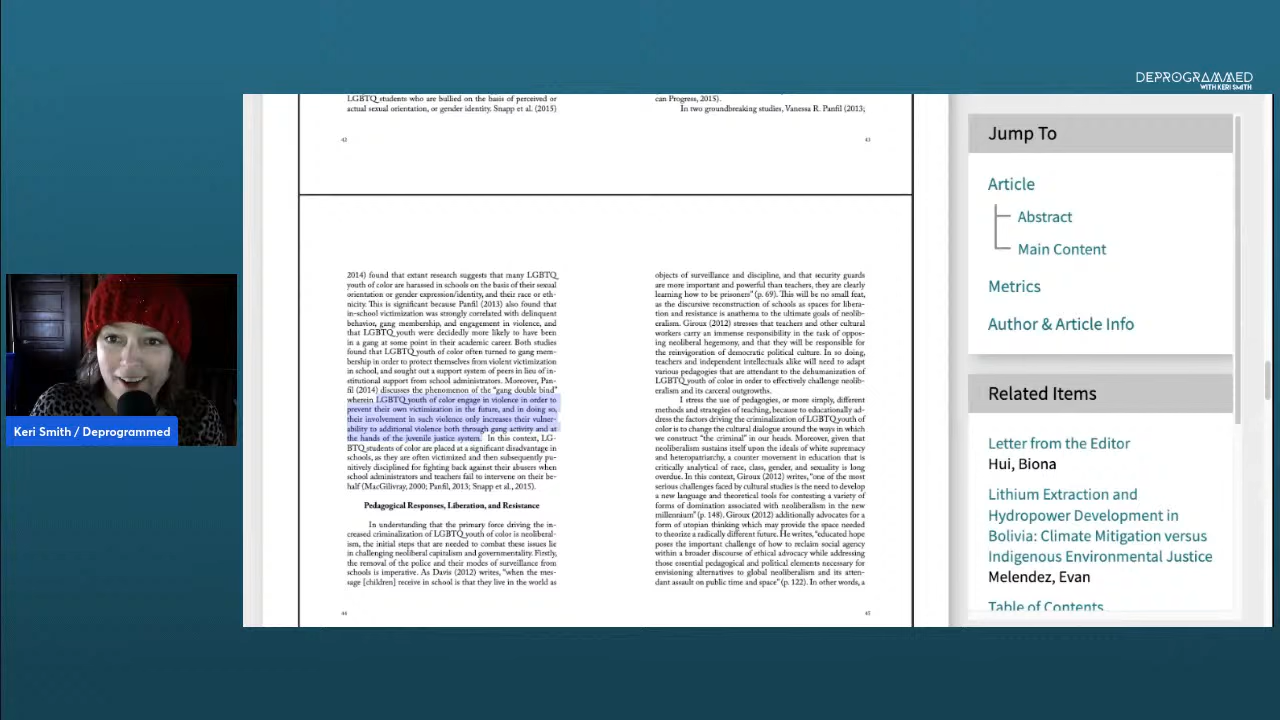 DEPROGRAMMED
WITH KERI SMITH
LGBTQ students who are bullied on the basis of perceived or
actual sexual orientation, or gender identity. Snapp et al. (2015)
42
can Progress, 2015).
In two groundbreaking studies, Vanessa R. Panfil (2013;
43
2014) found that extant research suggests that many LGBTQ
youth of color are harassed in schools on the basis of their sexual
orientation or gender expression/identity, and their race or eth-
nicity. This is significant because Panfil (2013) also found that
in-school victimization was strongly correlated with delinquent
behavior, gang membership, and engagement in violence, and
that LGBTQ youth were decidedly more likely to have been
in a gang at some point in their academic career. Both studies
found that LGBTQ youth of color often turned to gang mem-
bership in order to protect themselves from violent victimization
in school, and sought out a support system of peers in lieu of ins-
titutional support from school administrators. Moreover, Pan-
fil (2014) discusses the phenomenon of the "gang double bind"
wherein LGBTQ youth of color engage in violence in order to
prevent their own victimization in the future, and in doing so,
their involvement in such violence only increases their vulner-
ability to additional violence both through gang activity and at
the hands of the juvenile justice system. In this context, LG-
BTQ students of color are placed at a significant disadvantage in
schools, as they are often victimized and then subsequently pu-
nitively disciplined for fighting back against their abusers when
school administrators and teachers fail to intervene on their be-
half (MacGilivray, 2000; Panfil, 2013; Snapp et al., 2015).
Pedagogical Responses, Liberation, and Resistance
In understanding that the primary force driving the in-
creased criminalization of LGBTQ youth of color is neoliberal-
ism, the initial steps that are needed to combat these issues lie
in challenging neoliberal capitalism and governmentality. Firstly,
the removal of the police and their modes of surveillance from
schools is imperative. As Davis (2012) writes, "when the mes-
sage [children] receive in school is that they live in the world as
44
objects of surveillance and discipline, and that security guards
are more important and powerful than teachers, they are clearly
learning how to be prisoners" (p. 69). This will be no small feat,
as the discursive reconstruction of schools as spaces for libera-
tion and resistance is anathema to the ultimate goals of neolib-
eralism. Giroux (2012) stresses that teachers and other cultural
workers carry an immense responsibility in the task of oppos-
ing neoliberal hegemony, and that they will be responsible for
the reinvigoration of democratic political culture. In so doing,
teachers and independent intellectuals alike will need to adapt
various pedagogies that are attendant to the dehumanization of
LGBTQ youth of color in order to effectively challenge neolib-
eralism and its carceral outgrowths.
I stress the use of pedagogies, or more simply, different
methods and strategies of teaching, because to educationally ad-
dress the factors driving the criminalization of LGBTQ youth of
color is to change the cultural dialogue around the ways in which
we construct "the criminal" in our heads. Moreover, given that
neoliberalism sustains itself upon the ideals of white supremacy
and heteropatriarchy, a counter movement in education that is
critically analytical of race, class, gender, and sexuality is long
overdue. In this context, Giroux (2012) writes, "one of the most
serious challenges faced by cultural studies is the need to develop
a new language and theoretical tools for contesting a variety of
forms of domination associated with neoliberalism in the new
millennium" (p. 148). Giroux (2012) additionally advocates for a
form of utopian thinking which may provide the space needed
to theorize a radically different future. He writes, "educated hope
poses the important challenge of how to reclaim social agency
within a broader discourse of ethical advocacy while addressing
those essential pedagogical and political elements necessary for
envisioning alternatives to global neoliberalism and its atten-
dant assault on public time and space" (p. 122). In other words, a
45
Jump To
Article
Abstract
Main Content
Metrics
Author & Article Info
Related Items
Letter from the Editor
Hui, Biona
Lithium Extraction and
Hydropower Development in
Bolivia: Climate Mitigation versus
Indigenous Environmental Justice
Melendez, Evan
Table of Contents
Keri Smith / Deprogrammed